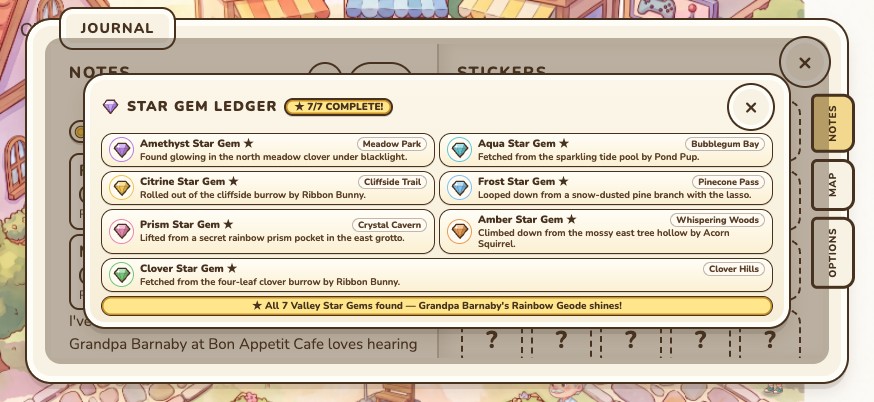 JOURNAL
NOTES
STICKERS
STAR GEM LEDGER
★ 7/7 COMPLETE!
Amethyst Star Gem ★
Meadow Park
Found glowing in the north meadow clover under blacklight.
Aqua Star Gem ★
Bubblegum Bay
Fetched from the sparkling tide pool by Pond Pup.
Citrine Star Gem ★
Cliffside Trail
Rolled out of the cliffside burrow by Ribbon Bunny.
Frost Star Gem ★
Pinecone Pass
Looped down from a snow-dusted pine branch with the lasso.
Prism Star Gem ★
Crystal Cavern
Lifted from a secret rainbow prism pocket in the east grotto.
Amber Star Gem ★
Whispering Woods
Climbed down from the mossy east tree hollow by Acorn
Squirrel.
Clover Star Gem ★
Clover Hills
Fetched from the four-leaf clover burrow by Ribbon Bunny.
★ All 7 Valley Star Gems found — Grandpa Barnaby's Rainbow Geode shines!
I've
Grandpa Barnaby at Bon Appetit Cafe loves hearing
? ? ? ? ?
NOTES
MAP
OPTIONS